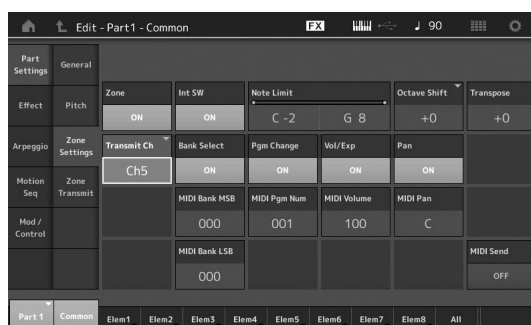 Edit - Part1 - Common FX 90
Part Settings General
Zone Int SW Note Limit Octave Shift Transpose
ON ON C -2 G 8 +0 +0
Effect Pitch
Arpeggio Zone Settings
Transmit Ch Bank Select Pgm Change Vol/Exp Pan
Ch5 ON ON ON ON
Motion Seq Zone Transmit
MIDI Bank MSB MIDI Pgm Num MIDI Volume MIDI Pan
000 001 100 C
Mod / Control
MIDI Bank LSB MIDI Send
000 OFF
Part 1 Common Elem1 Elem2 Elem3 Elem4 Elem5 Elem6 Elem7 Elem8 All